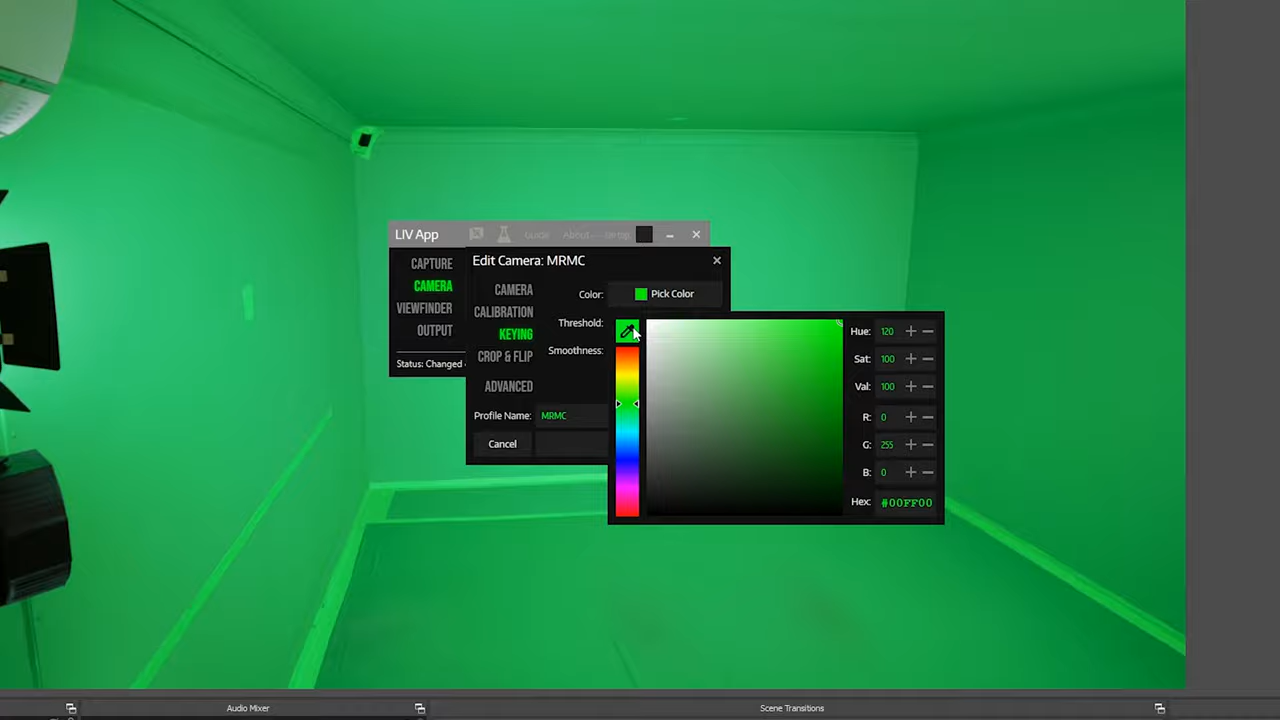 LIV App
Guide
About
Edit Camera: MRMC
CAPTURE
CAMERA
VIEWFINDER
OUTPUT
Status: Changed
CAMERA
CALIBRATION
KEYING
CROP & FLIP
ADVANCED
Color:
Pick Color
Threshold:
Smoothness:
Profile Name:
MRMC
Cancel
Hue: 120
Sat: 100
Val: 100
R: 0
G: 255
B: 0
Hex: #00FF00
Audio Mixer
Scene Transitions